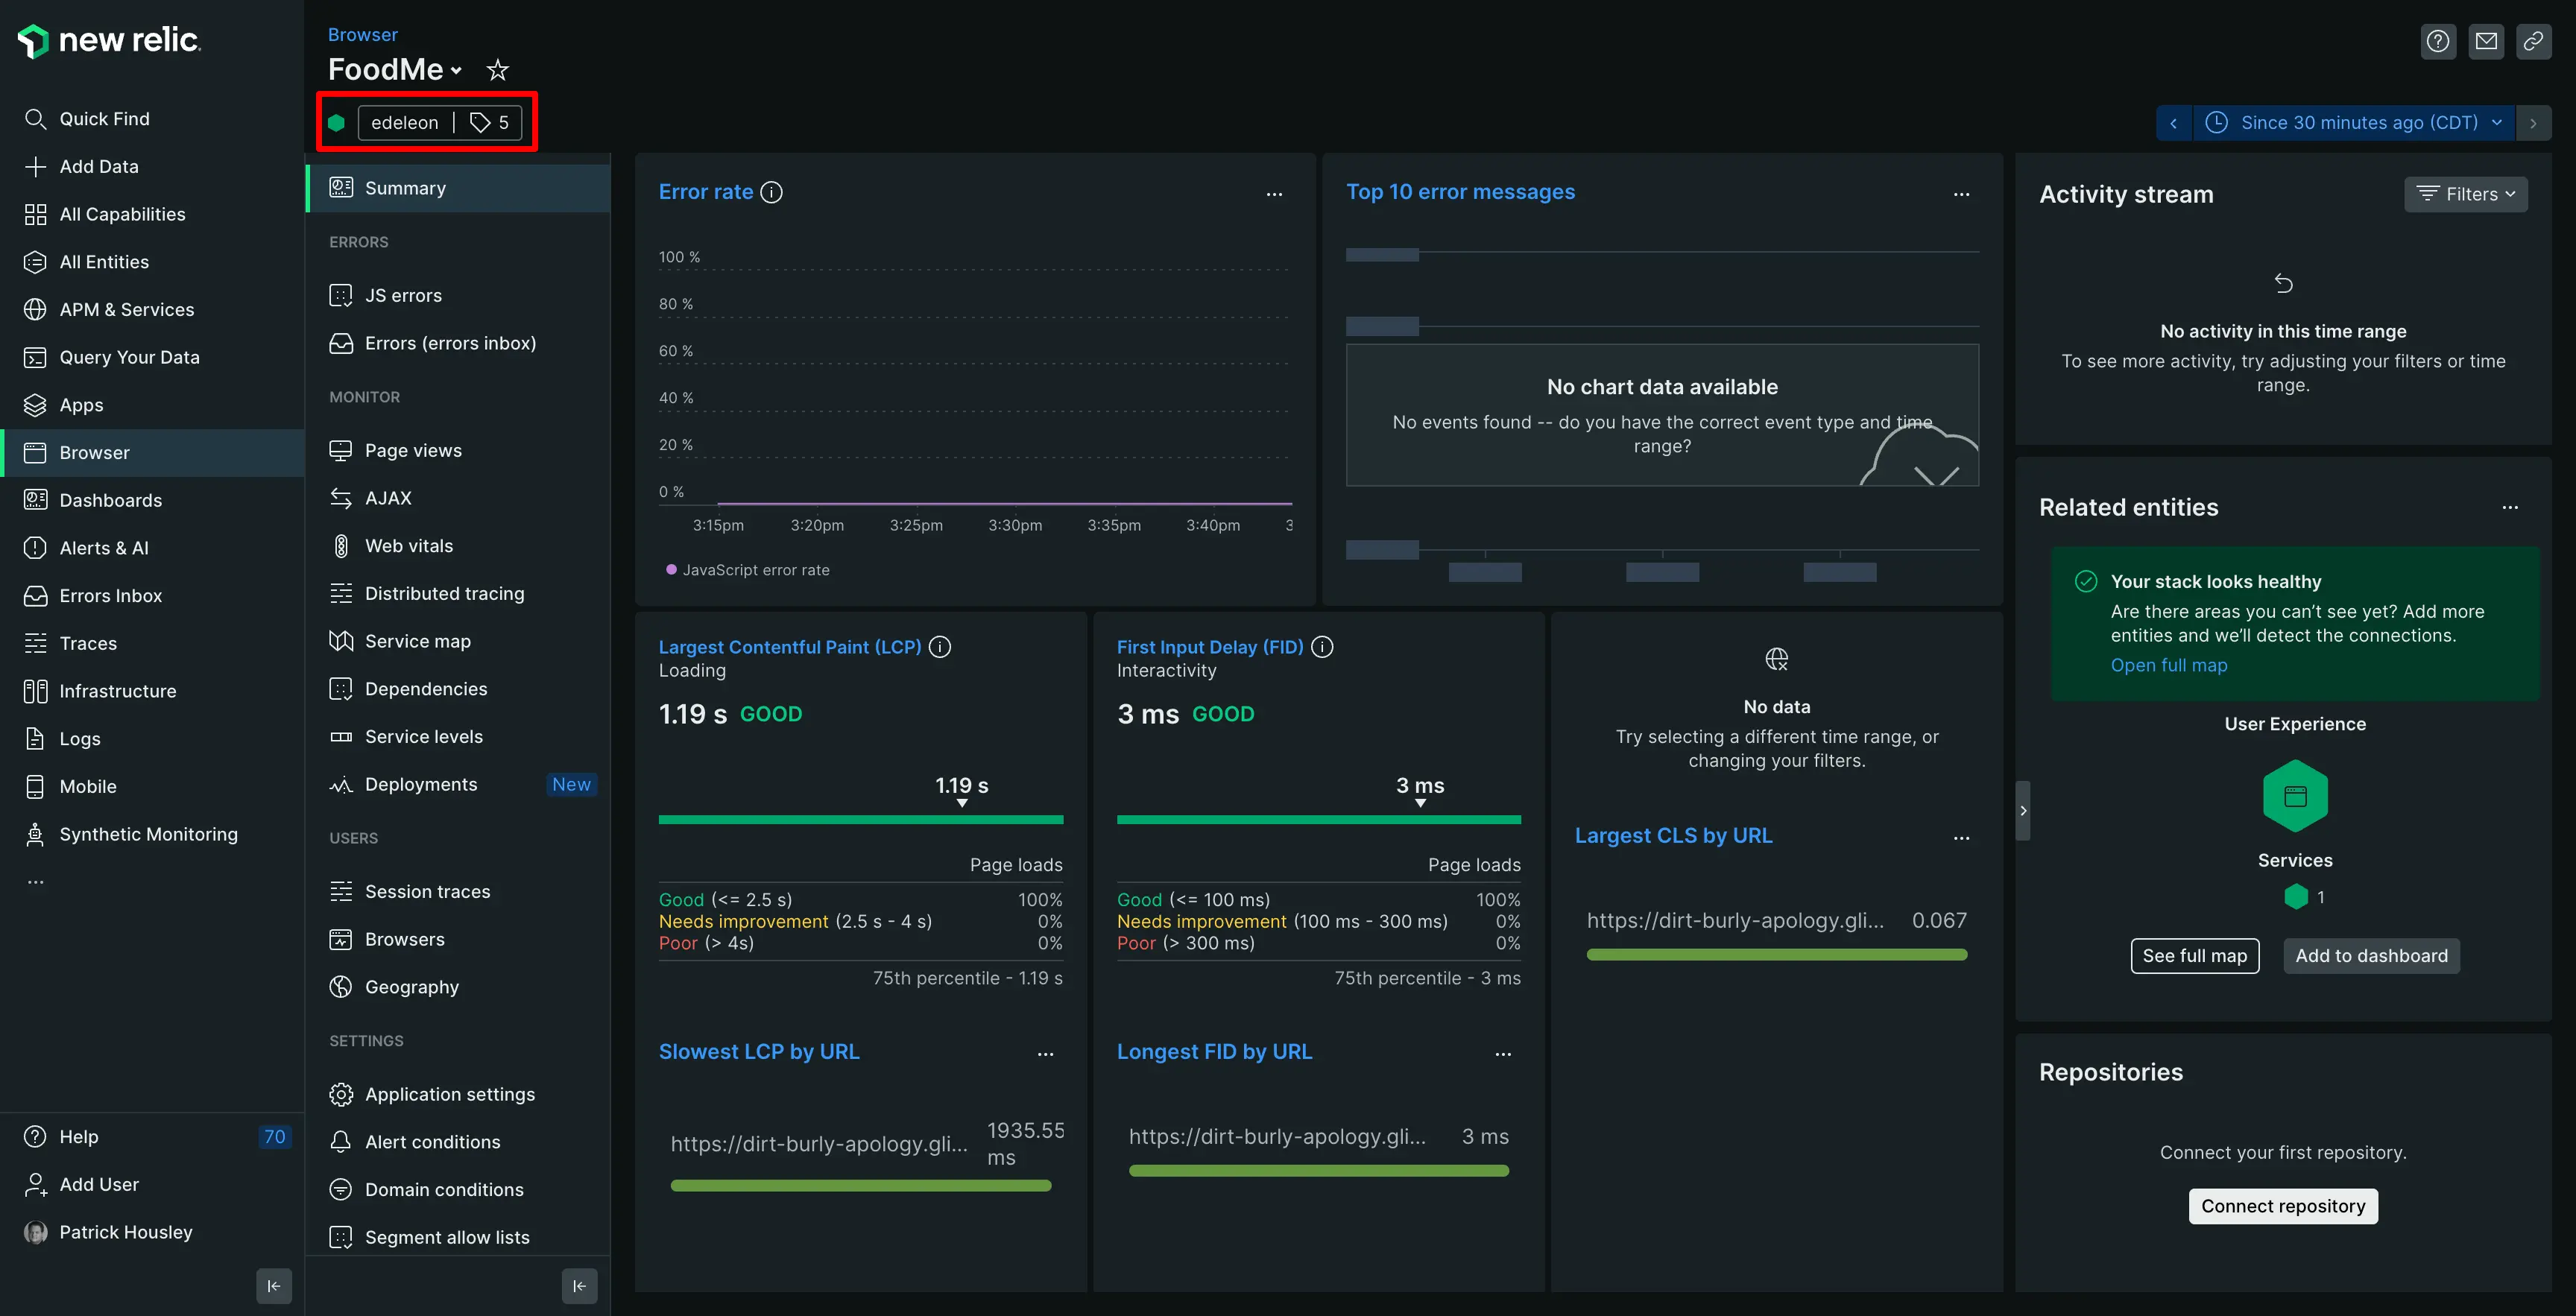 new relic.
Quick Find
Add Data
All Capabilities
All Entities
APM & Services
Query Your Data
Apps
Browser
Dashboards
Alerts & AI
Errors Inbox
Traces
Infrastructure
Logs
Mobile
Synthetic Monitoring
...
Help 70
Add User
Patrick Housley
Browser
FoodMe
edeleon | 5
Since 30 minutes ago (CDT)
Summary
ERRORS
JS errors
Errors (errors inbox)
MONITOR
Page views
AJAX
Web vitals
Distributed tracing
Service map
Dependencies
Service levels
Deployments New
USERS
Session traces
Browsers
Geography
SETTINGS
Application settings
Alert conditions
Domain conditions
Segment allow lists
Error rate
...
100 %
80 %
60 %
40 %
20 %
0 %
3:15pm 3:20pm 3:25pm 3:30pm 3:35pm 3:40pm 3
JavaScript error rate
Top 10 error messages
...
No chart data available
No events found -- do you have the correct event type and time
range?
Largest Contentful Paint (LCP)
Loading
1.19 s GOOD
1.19 s
Page loads
Good (<= 2.5 s) 100%
Needs improvement (2.5 s - 4 s) 0%
Poor (> 4s) 0%
75th percentile - 1.19 s
Slowest LCP by URL
...
https://dirt-burly-apology.gli... 1935.55
ms
First Input Delay (FID)
Interactivity
3 ms GOOD
3 ms
Page loads
Good (<= 100 ms) 100%
Needs improvement (100 ms - 300 ms) 0%
Poor (> 300 ms) 0%
75th percentile - 3 ms
Longest FID by URL
...
https://dirt-burly-apology.gli... 3 ms
No data
Try selecting a different time range, or
changing your filters.
Largest CLS by URL
...
https://dirt-burly-apology.gli... 0.067
Activity stream
Filters
No activity in this time range
To see more activity, try adjusting your filters or time
range.
Related entities
...
Your stack looks healthy
Are there areas you can’t see yet? Add more
entities and we’ll detect the connections.
Open full map
User Experience
Services
1
See full map
Add to dashboard
Repositories
Connect your first repository.
Connect repository